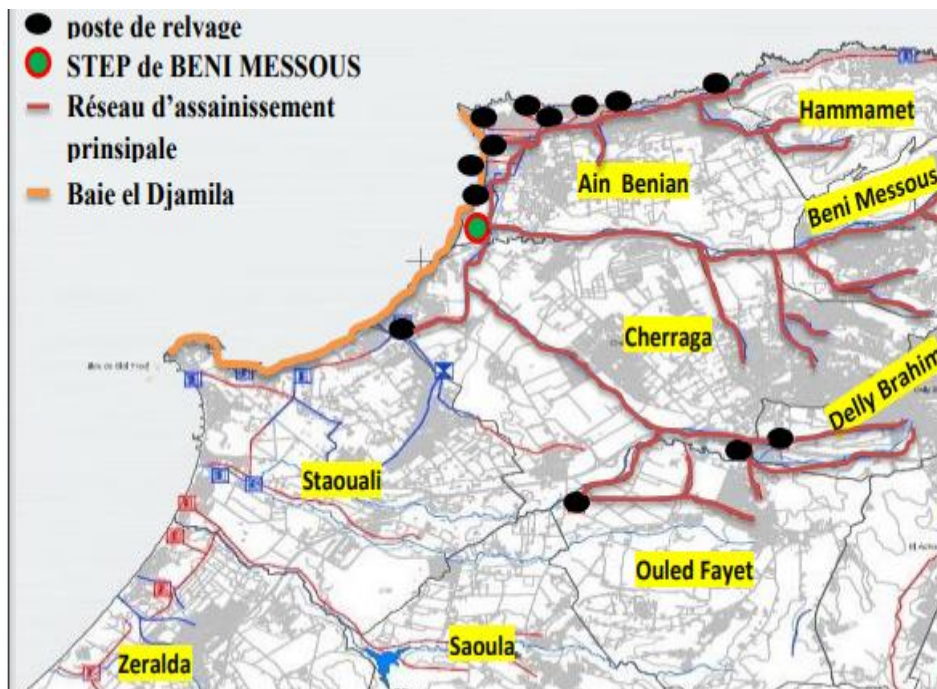 poste de relvage
STEP de BENI MESSOUS
Réseau d’assainissement
prinsipale
Baie el Djamila
Hammamet
Ain Benian
Beni Messous
Cherraga
Delly Brahim
Staouali
Ouled Fayet
Saoula
Zeralda